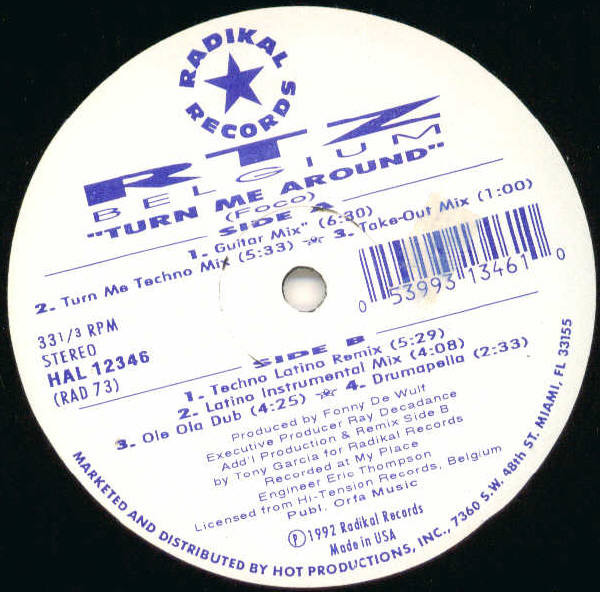 RADIKAL
RECORDS
RTZ
BELGIUM
"TURN ME AROUND"
(Foco)
SIDE A
1. Guitar Mix" (6:30)
2. Turn Me Techno Mix (5:33) 3. Take-Out Mix (1:00)
0 53993 13461 0
33 1/3 RPM
STEREO
HAL 12346
(RAD 73)
SIDE B
1. Techno Latino Remix (5:29)
2. Latino Instrumental Mix (4:08)
3. Ole Ola Dub (4:25) 4. Drumapella (2:33)
Produced by Fonny De Wulf
Executive Producer Ray Decadance
Add'l Production & Remix Side B
by Tony Garcia for Radikal Records
Recorded at My Place
Engineer Eric Thompson
Licensed from Hi-Tension Records, Belgium
Publ. Orfa Music
℗1992 Radikal Records
Made in USA
MARKETED AND DISTRIBUTED BY HOT PRODUCTIONS, INC., 7360 S.W. 48th ST. MIAMI, FL 33155